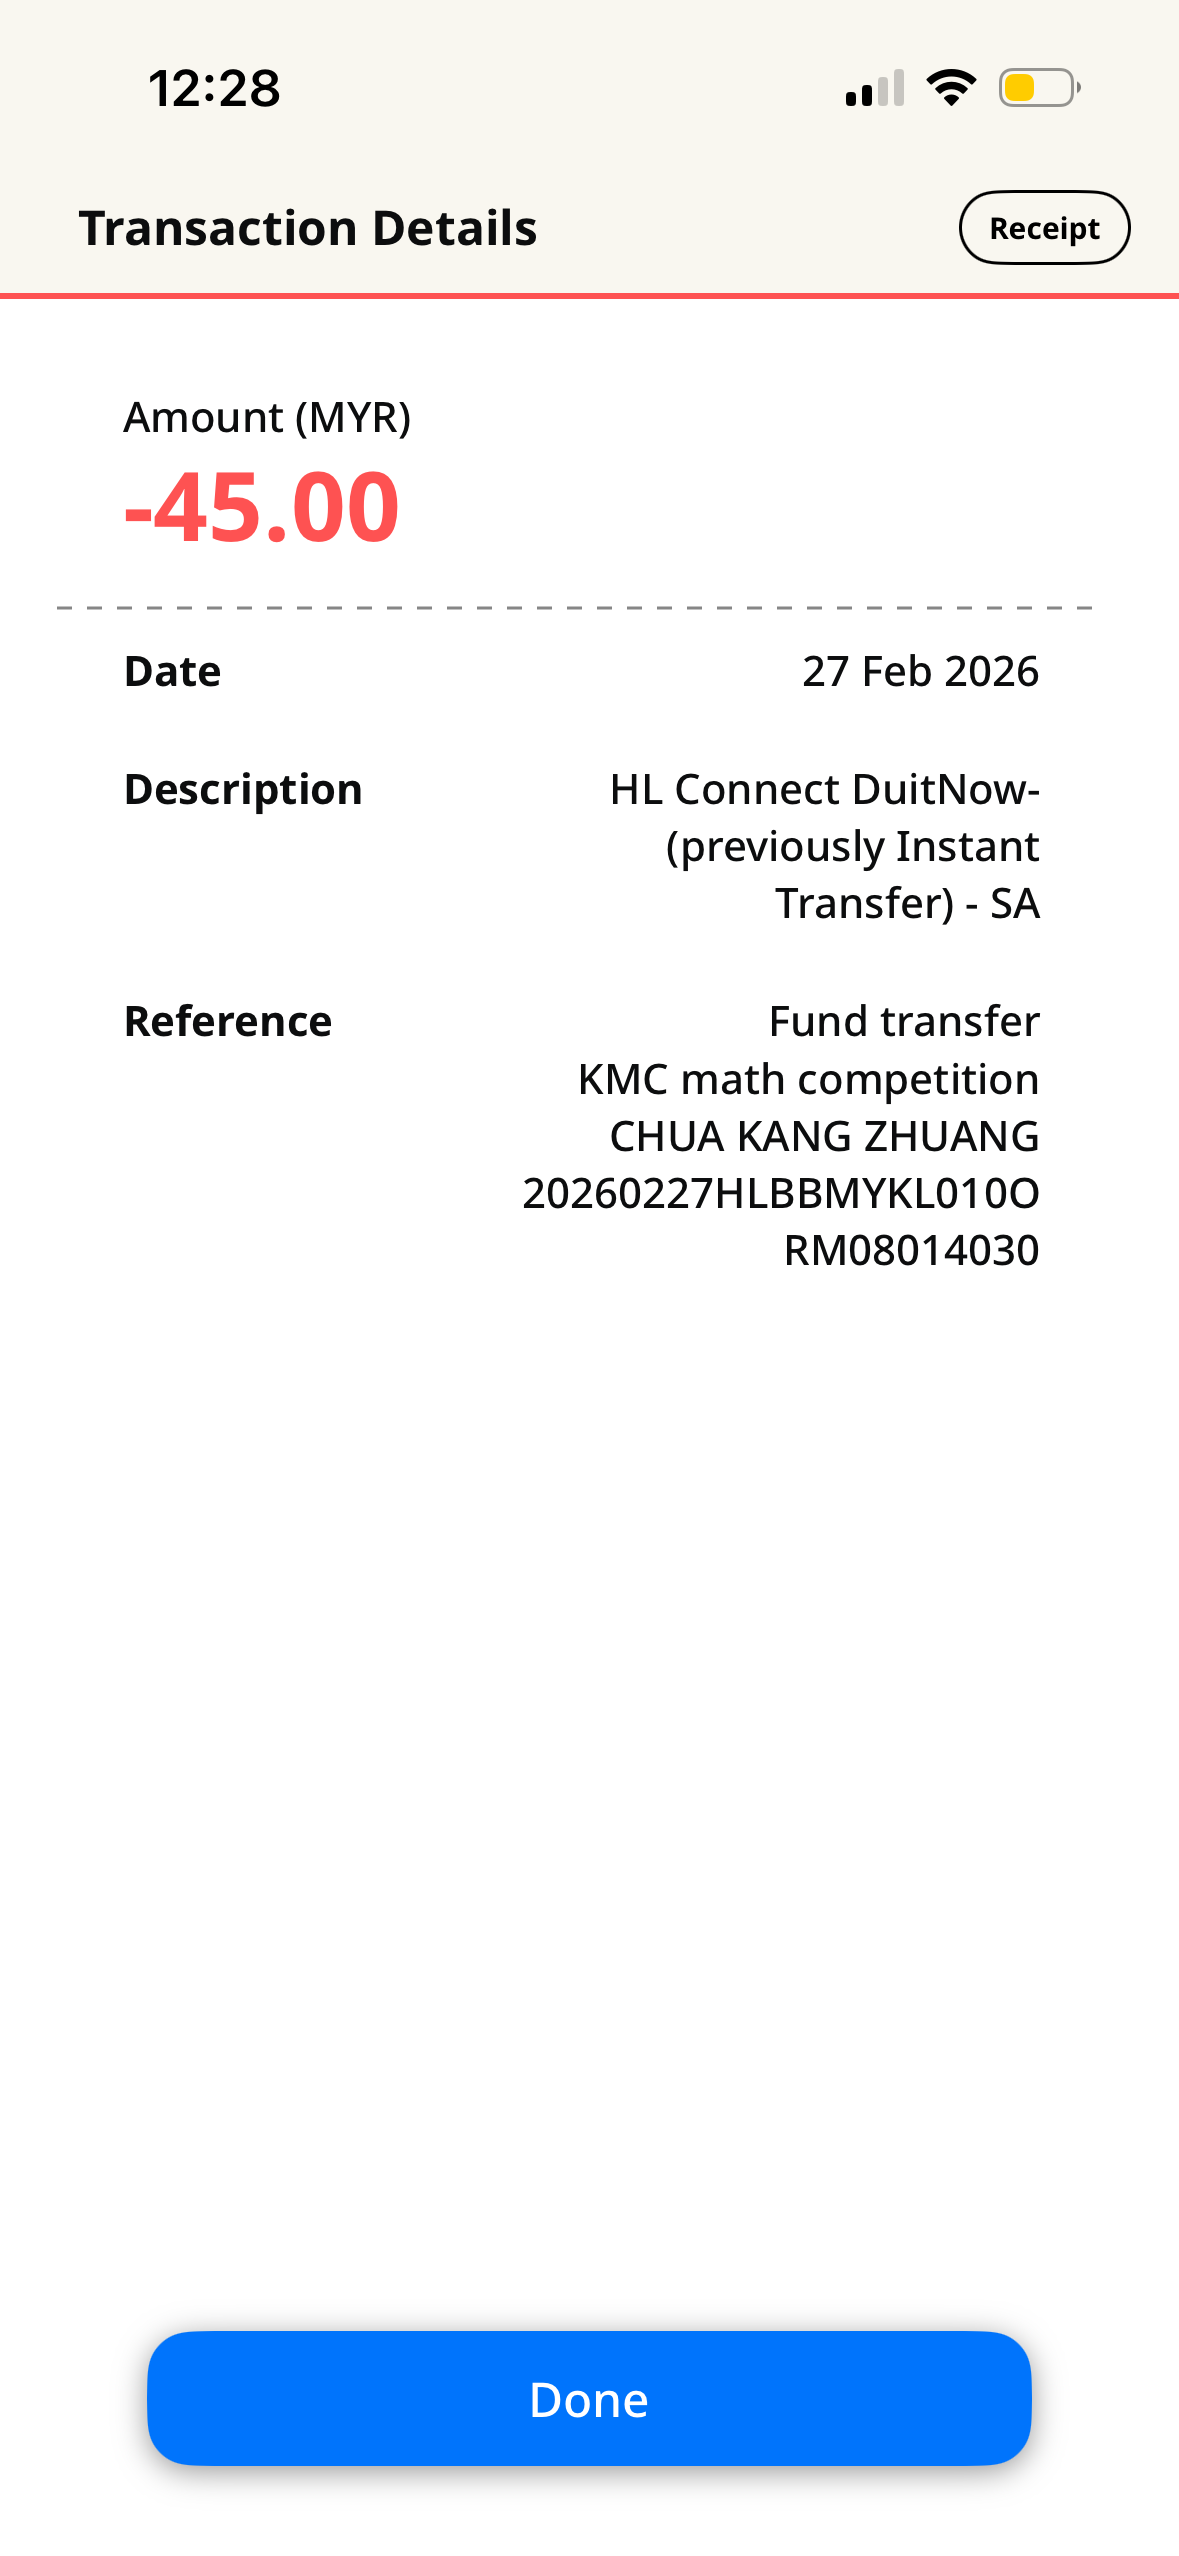 12:28
Transaction Details
Receipt
Amount (MYR)
-45.00
Date
27 Feb 2026
Description
HL Connect DuitNow-
(previously Instant
Transfer) - SA
Reference
Fund transfer
KMC math competition
CHUA KANG ZHUANG
20260227HLBBMYKL010O
RM08014030
Done